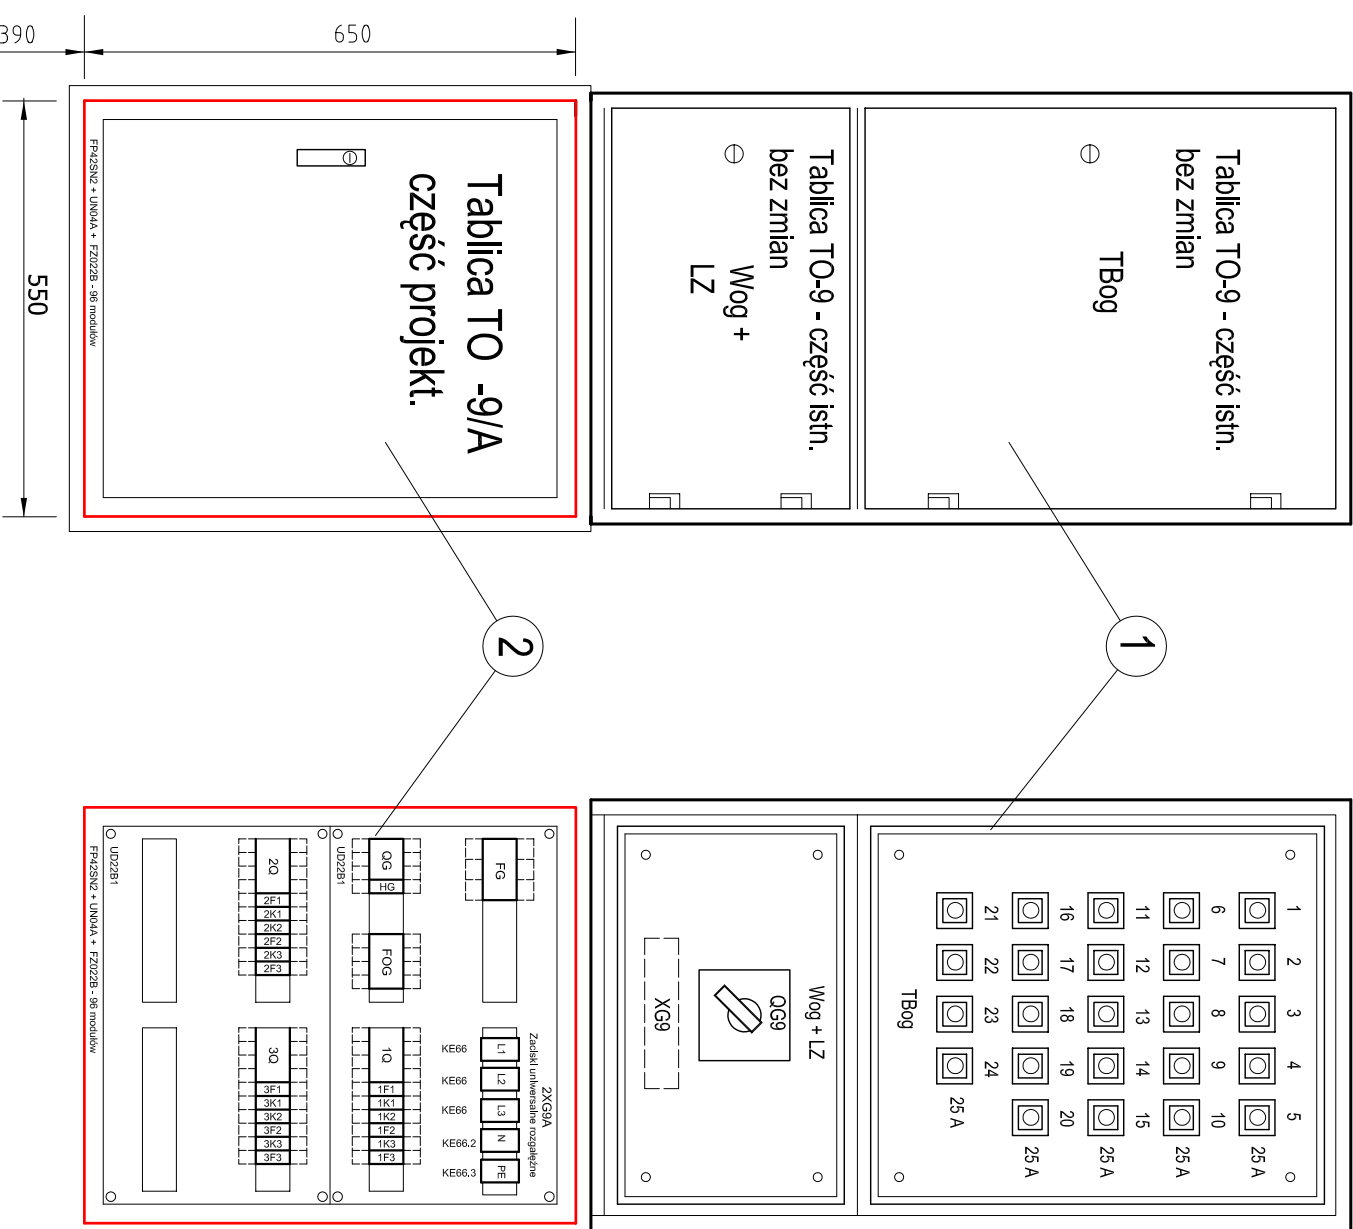 390
650
550
Tablica TO-9 - część istn.
bez zmian
TBog
Tablica TO-9 - część istn.
bez zmian
Wog +
LZ
Tablica TO -9/A
część projekt.
FP42SN2 + UN04A + FZ022B - 96 modułów
1
2
1 2 3 4 5
25 A
6 7 8 9 10
25 A
11 12 13 14 15
25 A
16 17 18 19 20
25 A
21 22 23 24
25 A
TBog
Wog + LZ
QG9
XG9
2XG9A
Zaciski uniwersalne rozgałęźne
FG
L1 L2 L3 N PE
KE66 KE66 KE66 KE66.2 KE66.3
QG HG FOG
1Q 1F1 1K1 1K2 1F2 1K3 1F3
UD22B1
2Q 2F1 2K1 2K2 2F2 2K3 2F3
3Q 3F1 3K1 3K2 3F2 3K3 3F3
UD22B1
FP42SN2 + UN04A + FZ022B - 96 modułów